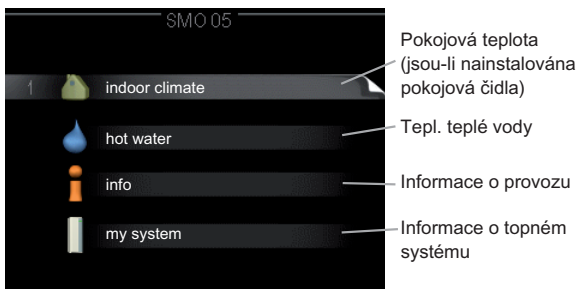 SMO 05
Pokojová teplota
(jsou-li nainstalována
pokojová čidla)
1 indoor climate
hot water
Tepl. teplé vody
info
Informace o provozu
my system
Informace o topném
systému